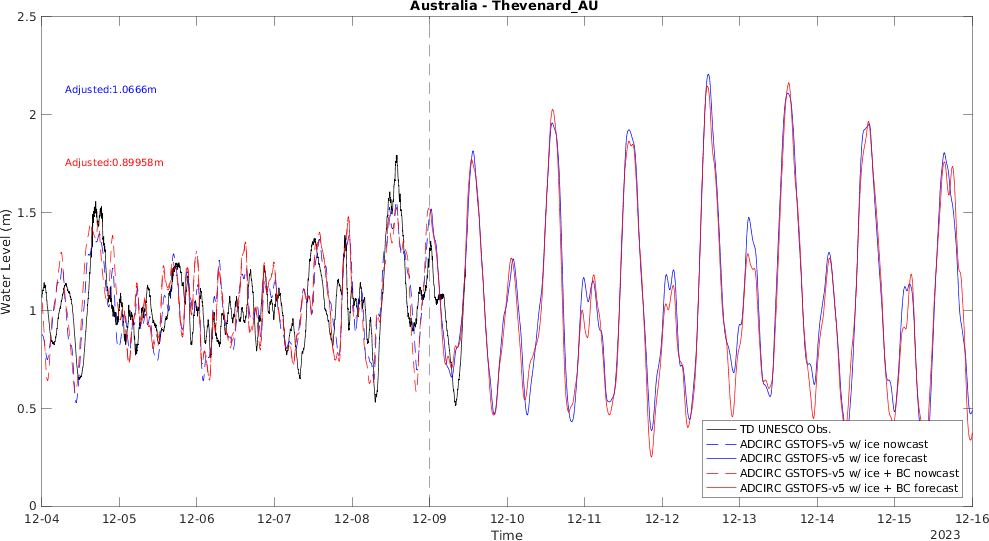 Australia - Thevenard_AU
2.5
Adjusted:1.0666m
2
Adjusted:0.89958m
1.5
Water Level (m)
1
0.5
TD UNESCO Obs.
ADCIRC GSTOFS-v5 w/ ice nowcast
ADCIRC GSTOFS-v5 w/ ice forecast
ADCIRC GSTOFS-v5 w/ ice + BC nowcast
ADCIRC GSTOFS-v5 w/ ice + BC forecast
0
12-04 12-05 12-06 12-07 12-08 12-09 12-10 12-11 12-12 12-13 12-14 12-15 12-16
Time
2023